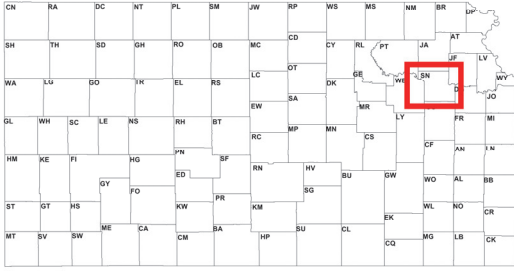 CN RA DC NT PL SM JW RP WS MS NM BR DP
CD AT
SH TH SD GH RO OB MC CY RL PT JA
OT JF LV
LC GE SN WY
WA LG GO TR EL RS DK WB D
JO
SA
EW MR
GL WH SC LE NS RH BT LY FR MI
MP MN
RC CS
CF
PN AN LN
HM KE FI HG SF
RN HV
ED BU GW WO AL BB
GY
FO SG
PR
ST GT HS KW KM WL NO
CR
EK
ME CA BA SU CL
MT SV SW CM HP MG LB CK
CQ